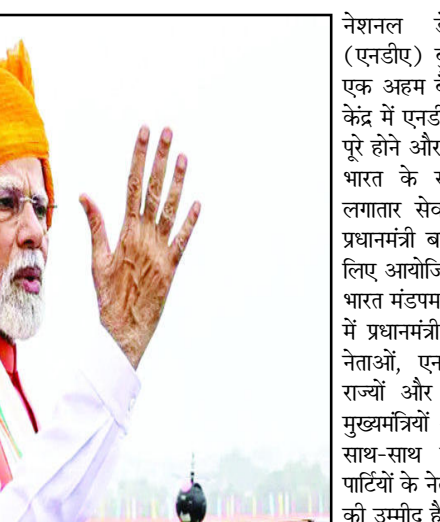 नेशनल
(एनडीए)
एक अहम
केंद्र में
पूरे होने और
भारत के
लगातार
प्रधानमंत्री
लिए
भारत मंडपम
में प्रधानमंत्री
नेताओं,
राज्यों और
मुख्यमंत्रियों
साथ-साथ
पार्टियों के
की उम्मीद है